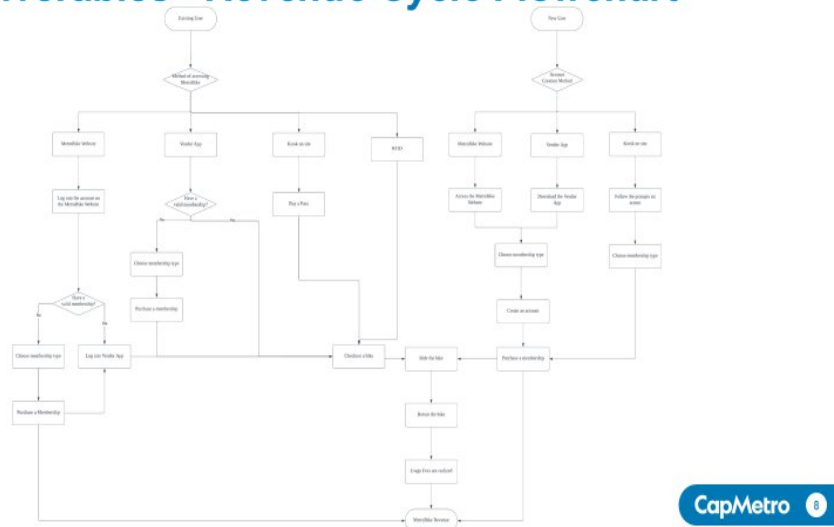 Revenue Cycle Flowchart
Existing User
New User
Method of accessing
MetroBike
Account
Creation Method
MetroBike Website
Vendor App
Kiosk on site
RFID
MetroBike Website
Vendor App
Kiosk on site
Log into the account on
the MetroBike Website
Have a
valid membership?
Buy a Pass
Access the MetroBike
Website
Download the Vendor
App
Follow the prompts on
screen
No
Yes
Choose membership type
Choose membership type
Choose membership type
Have a
valid membership?
Purchase a membership
Create an account
No
Yes
Choose membership type
Log into Vendor App
Checkout a bike
Ride the bike
Purchase a membership
Purchase a Membership
Return the bike
Usage fees are realized
MetroBike Revenue
CapMetro 8